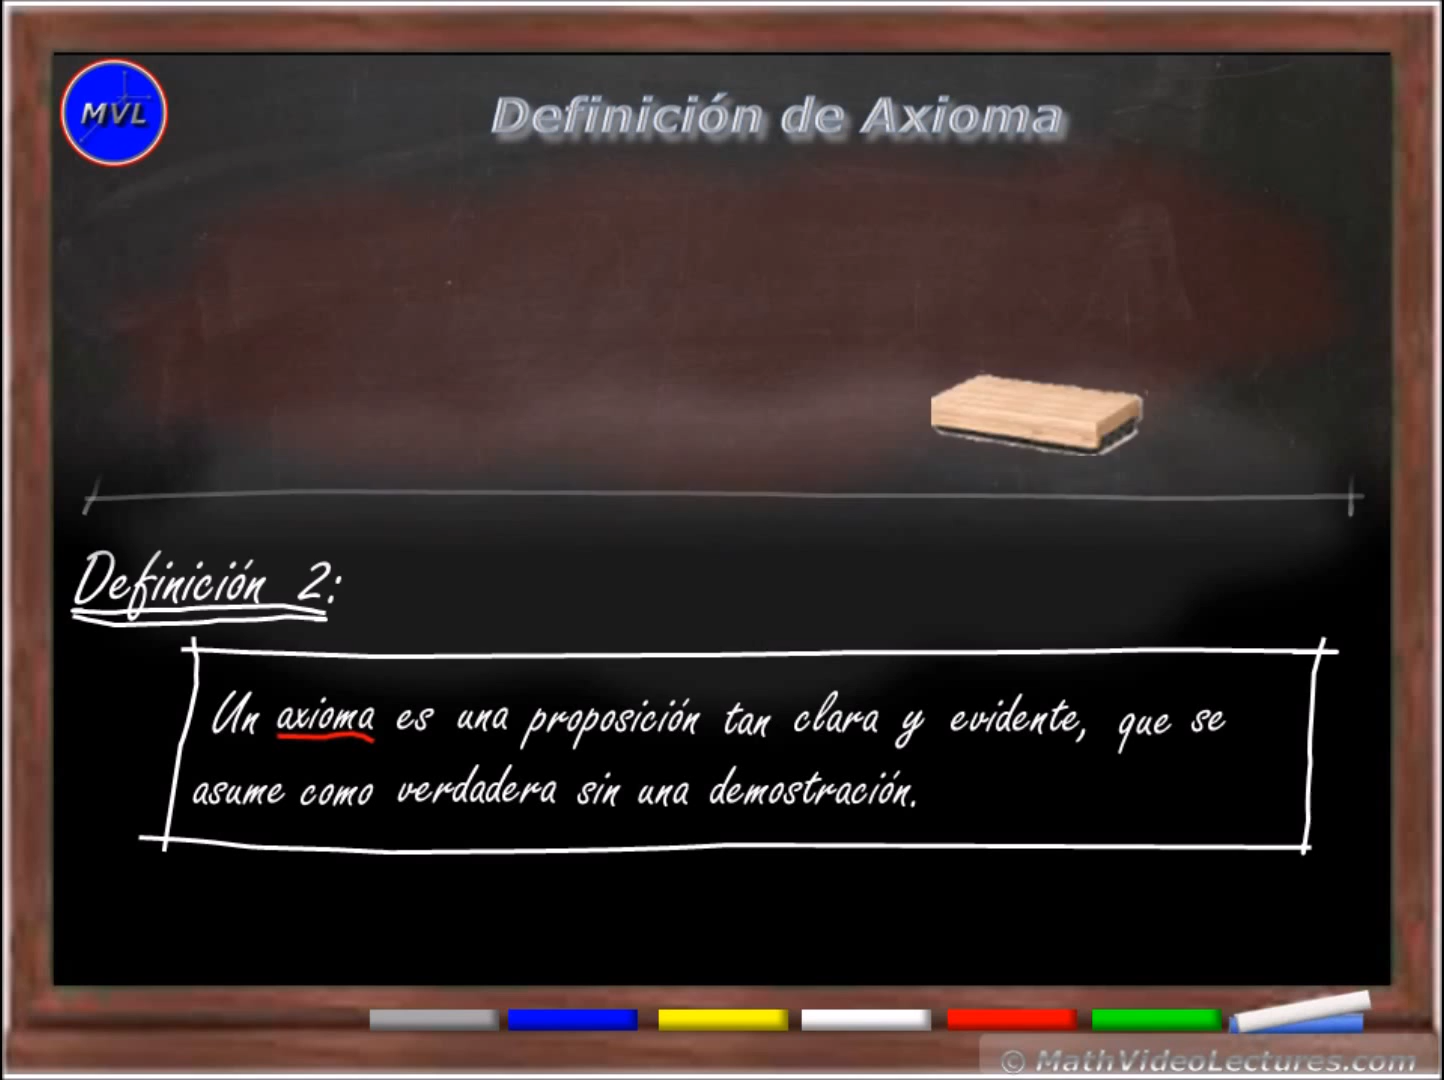 MVL
Definición de Axioma
Definición 2:
Un axioma es una proposición tan clara y evidente, que se
asume como verdadera sin una demostración.
© MathVideoLectures.com